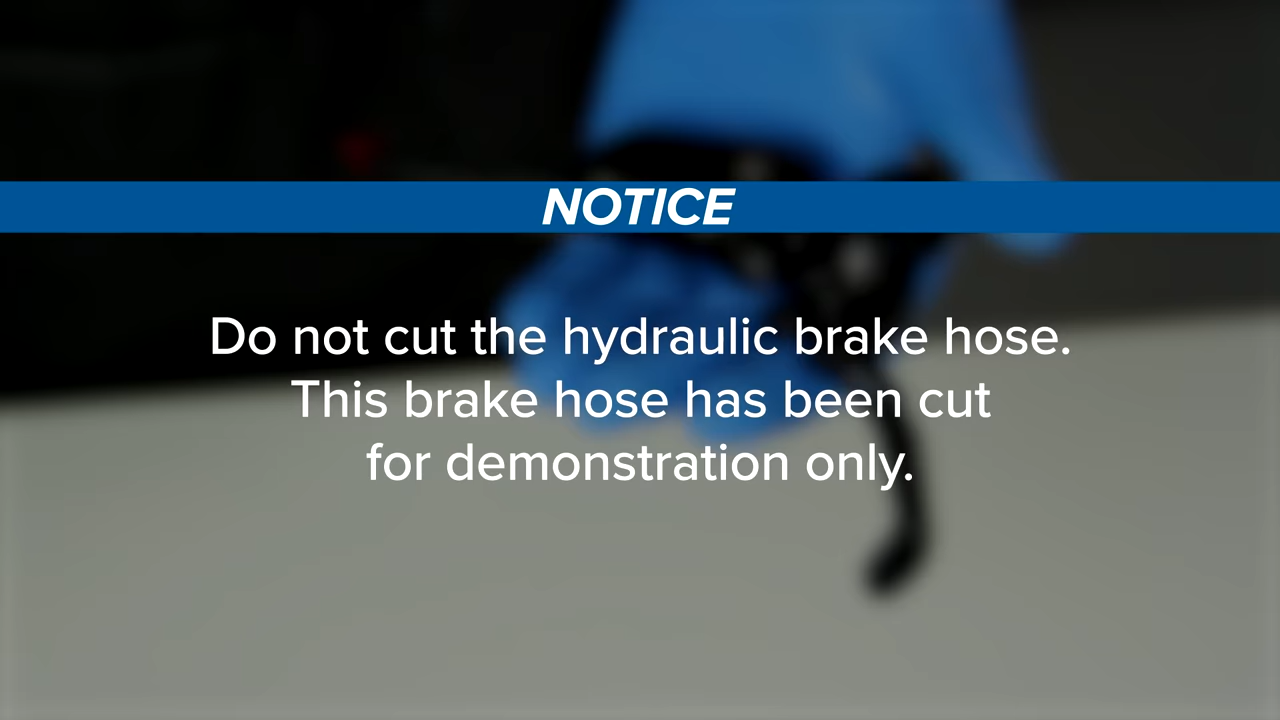 NOTICE
Do not cut the hydraulic brake hose.
This brake hose has been cut
for demonstration only.